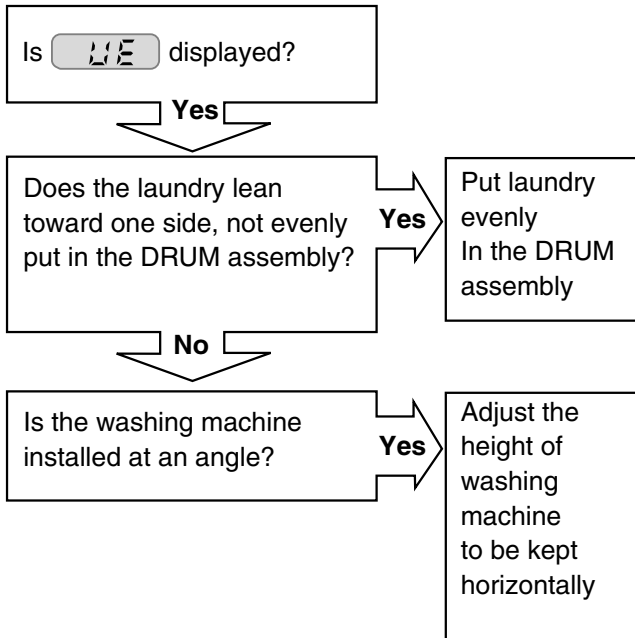 Is UE displayed?
Yes
Does the laundry lean
toward one side, not evenly
put in the DRUM assembly?
Yes
Put laundry
evenly
In the DRUM
assembly
No
Is the washing machine
installed at an angle?
Yes
Adjust the
height of
washing
machine
to be kept
horizontally